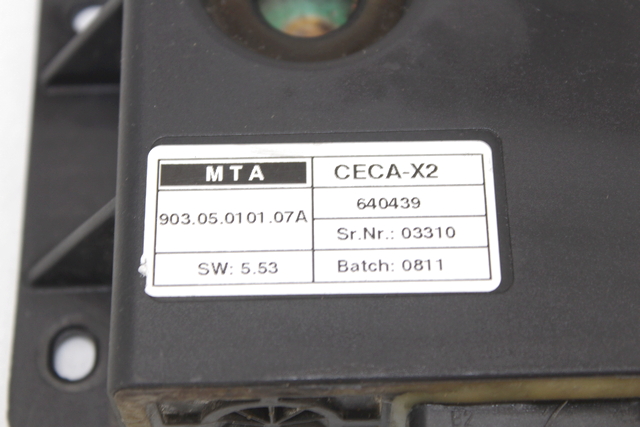 MTA
CECA-X2
903.05.0101.07A
640439
Sr.Nr.: 03310
SW: 5.53
Batch: 0811